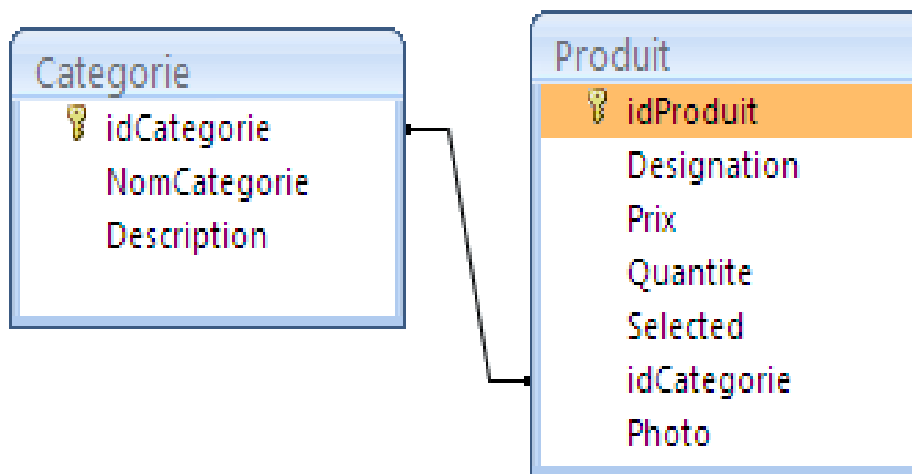 Categorie
idCategorie
NomCategorie
Description
Produit
idProduit
Designation
Prix
Quantite
Selected
idCategorie
Photo